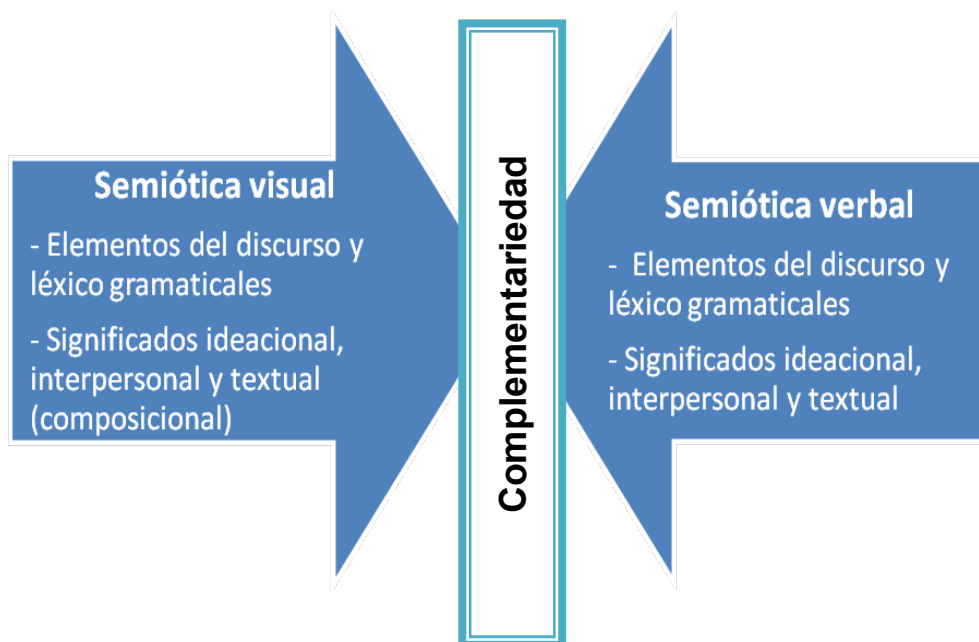 Semiótica visual
- Elementos del discurso y
léxico gramaticales
- Significados ideacional,
interpersonal y textual
(composicional)
Complementariedad
Semiótica verbal
- Elementos del discurso y
léxico gramaticales
- Significados ideacional,
interpersonal y textual